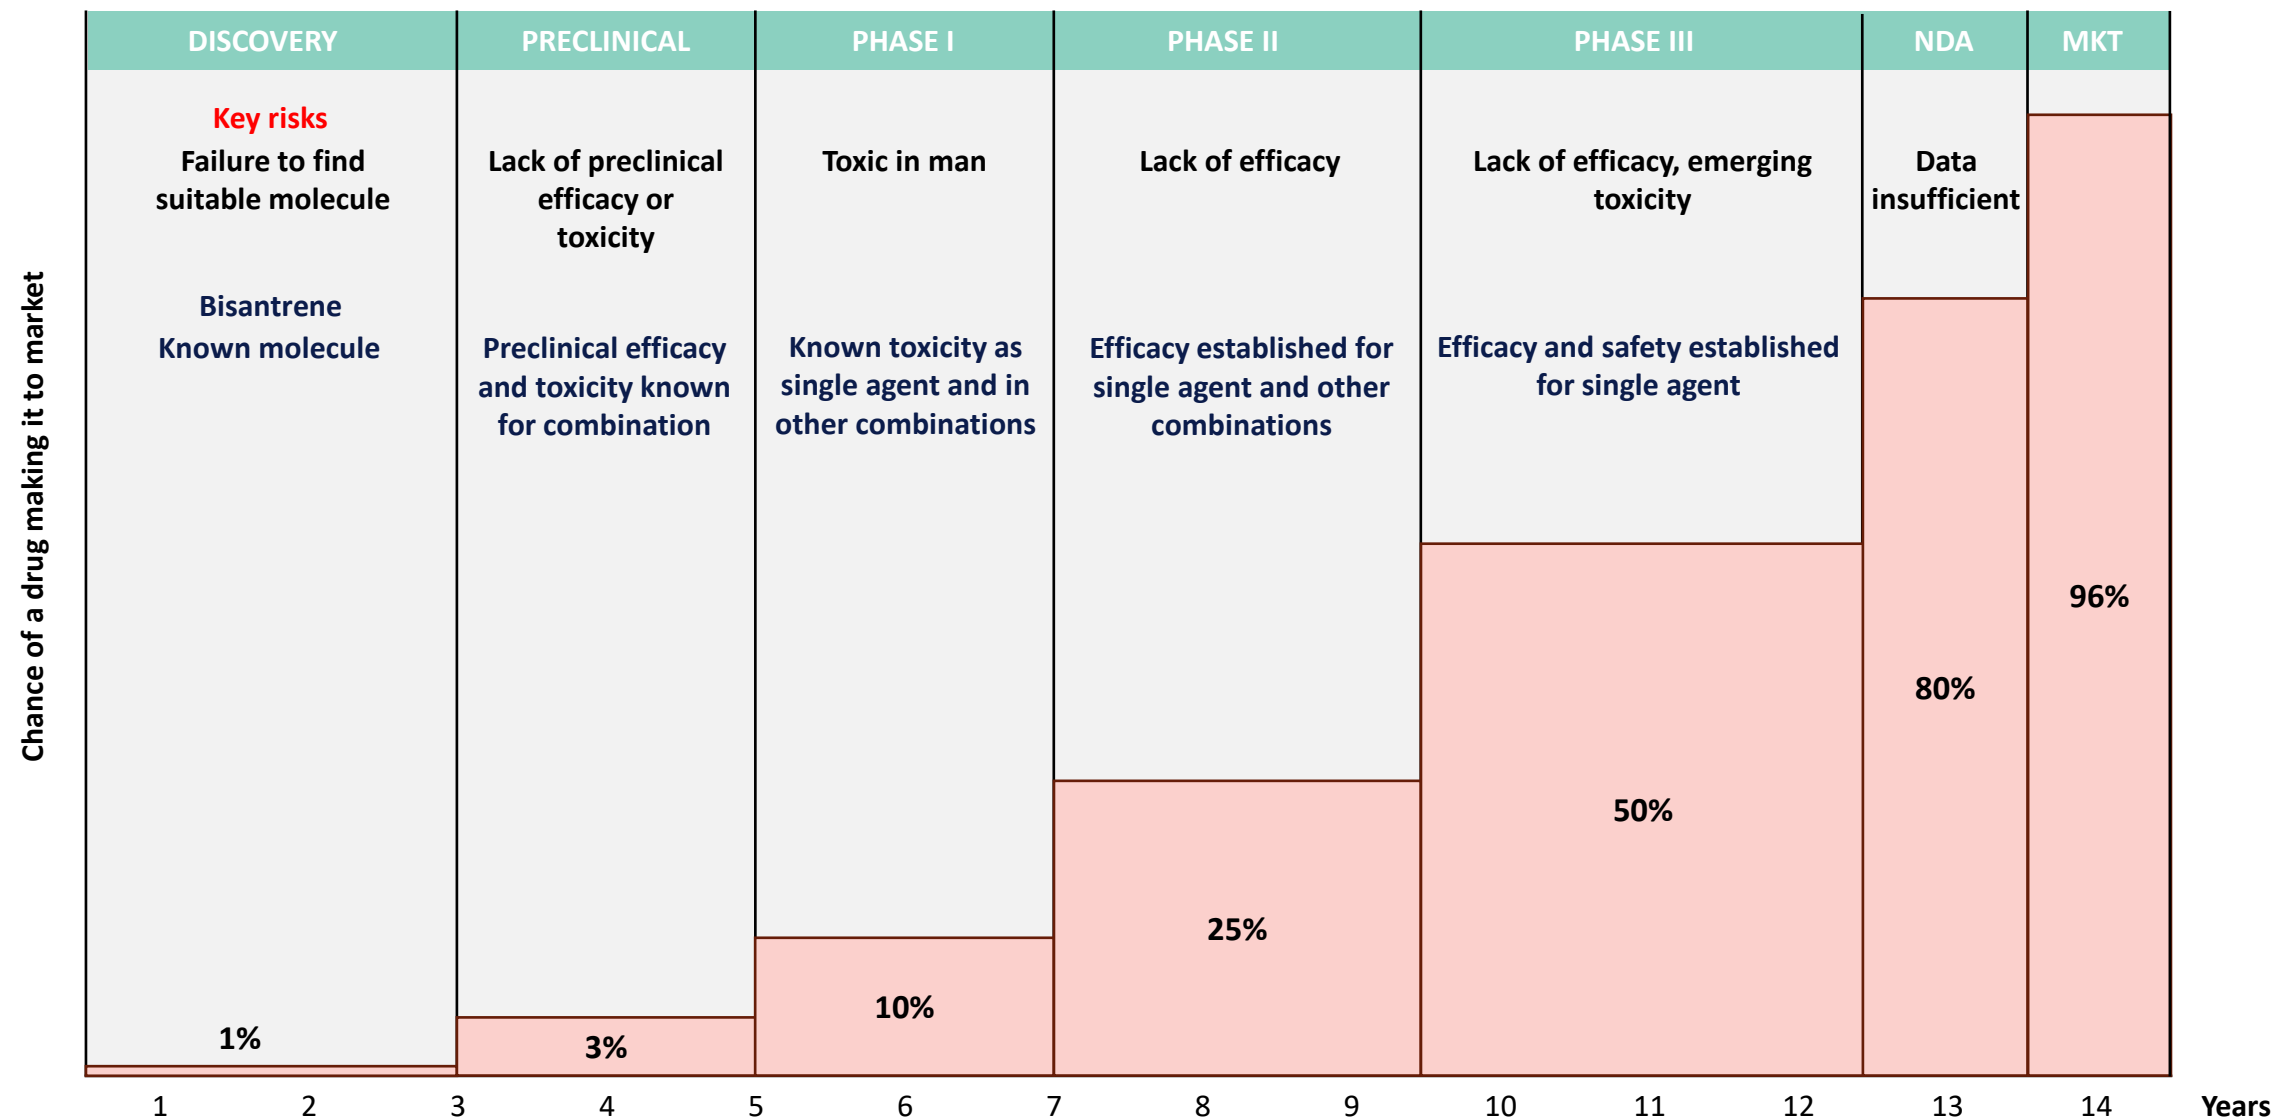 DISCOVERY
PRECLINICAL
PHASE I
PHASE II
PHASE III
NDA
MKT
Key risks
Failure to find
suitable molecule
Lack of preclinical
efficacy or
toxicity
Toxic in man
Lack of efficacy
Lack of efficacy, emerging
toxicity
Data
insufficient
Bisantrene
Known molecule
Preclinical efficacy
and toxicity known
for combination
Known toxicity as
single agent and in
other combinations
Efficacy established for
single agent and other
combinations
Efficacy and safety established
for single agent
Chance of a drug making it to market
1%
3%
10%
25%
50%
80%
96%
1 2 3 4 5 6 7 8 9 10 11 12 13 14 Years